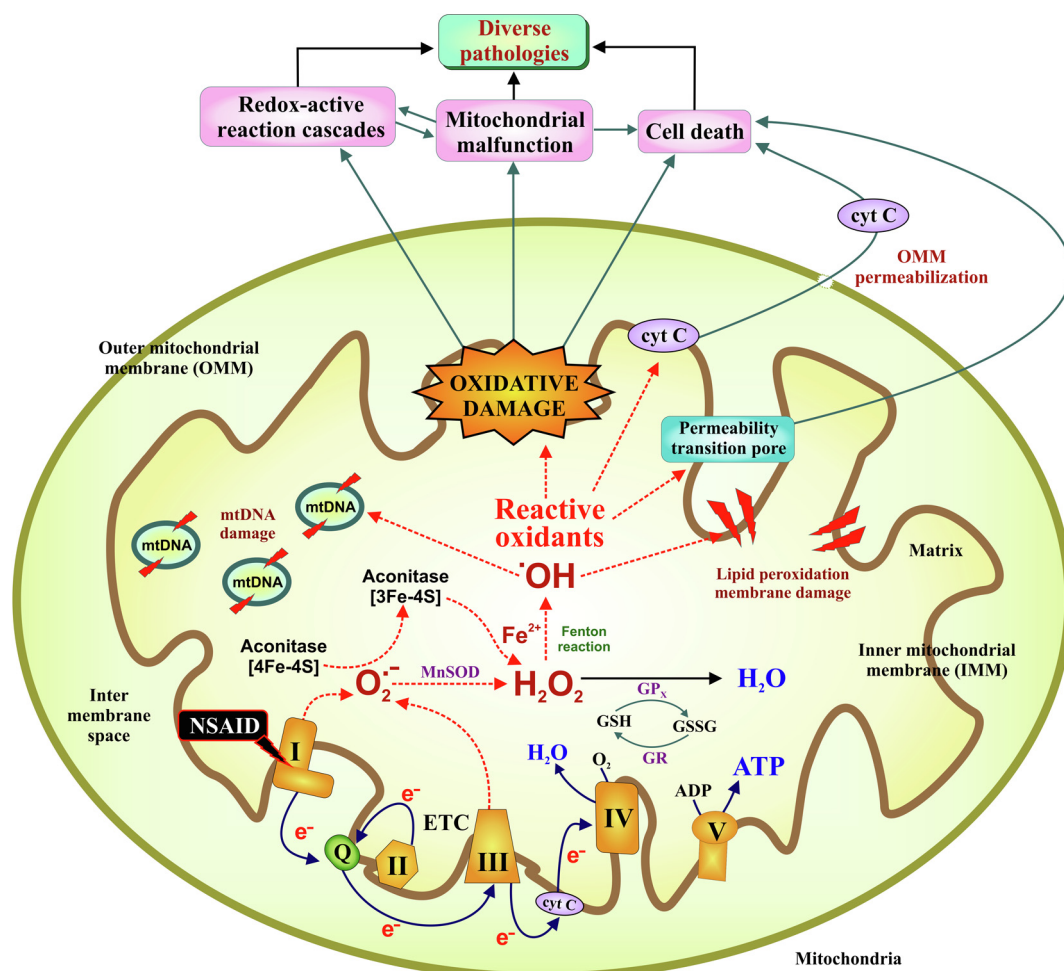 Diverse
pathologies
Redox-active
reaction cascades
Mitochondrial
malfunction
Cell death
cyt C
OMM
permeabilization
Outer mitochondrial
membrane (OMM)
cyt C
OXIDATIVE
DAMAGE
Permeability
transition pore
mtDNA
mtDNA
damage
mtDNA
mtDNA
Reactive
oxidants
Matrix
Lipid peroxidation
membrane damage
˙OH
Aconitase
[3Fe-4S]
Fe²⁺
Fenton
reaction
Aconitase
[4Fe-4S]
Inner mitochondrial
membrane (IMM)
O₂˙⁻
MnSOD
H₂O₂
H₂O
GPₓ
GSH
GSSG
GR
Inter
membrane
space
NSAID
I
H₂O
O₂
ATP
ADP
e⁻
ETC
IV
V
e⁻
Q
II
III
e⁻
cyt C
e⁻
e⁻
Mitochondria